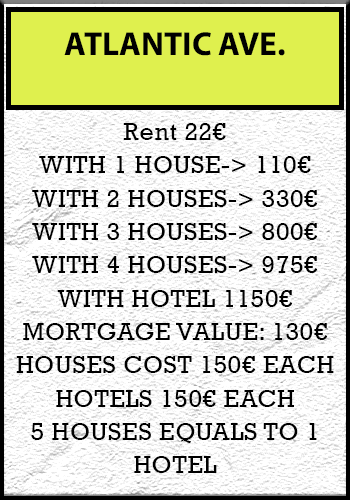 ATLANTIC AVE.
Rent 22€
WITH 1 HOUSE-> 110€
WITH 2 HOUSES-> 330€
WITH 3 HOUSES-> 800€
WITH 4 HOUSES-> 975€
WITH HOTEL 1150€
MORTGAGE VALUE: 130€
HOUSES COST 150€ EACH
HOTELS 150€ EACH
5 HOUSES EQUALS TO 1
HOTEL